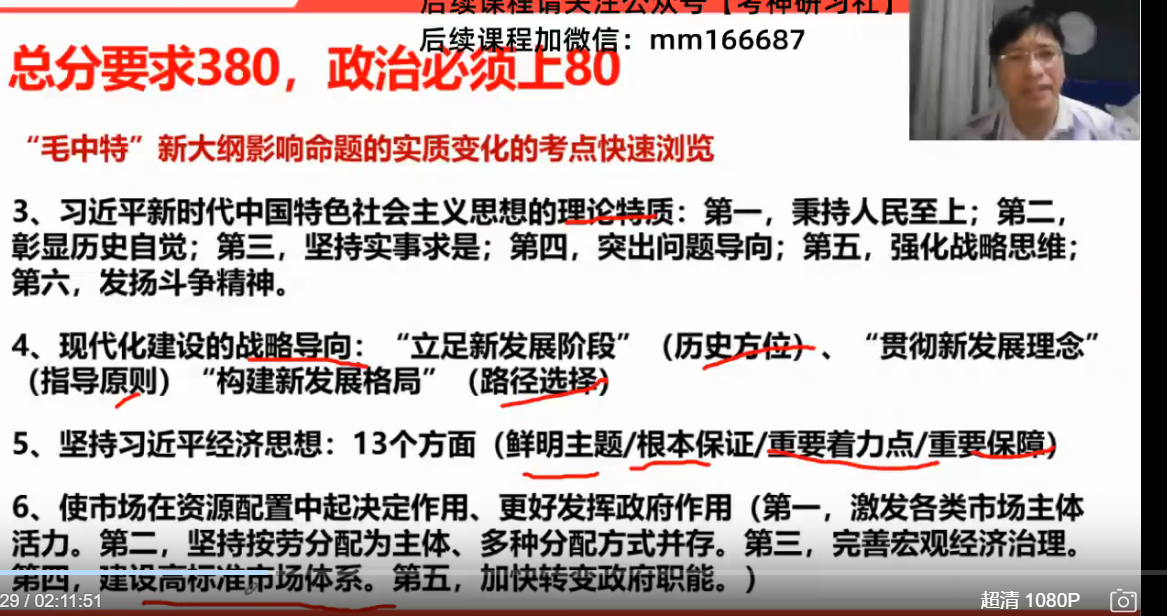 后续课程请关注公众号【考神研习社】
后续课程加微信：mm166687
总分要求380，政治必须上80
“毛中特”新大纲影响命题的实质变化的考点快速浏览
3、习近平新时代中国特色社会主义思想的理论特质：第一，秉持人民至上；第二，
彰显历史自觉；第三，坚持实事求是；第四，突出问题导向；第五，强化战略思维；
第六，发扬斗争精神。
4、现代化建设的战略导向：“立足新发展阶段”（历史方位）、“贯彻新发展理念”
（指导原则）“构建新发展格局”（路径选择）
5、坚持习近平经济思想：13个方面（鲜明主题/根本保证/重要着力点/重要保障）
6、使市场在资源配置中起决定作用、更好发挥政府作用（第一，激发各类市场主体
活力。第二，坚持按劳分配为主体、多种分配方式并存。第三，完善宏观经济治理。
第四，建设高标准市场体系。第五，加快转变政府职能。）
29 / 02:11:51
超清 1080P